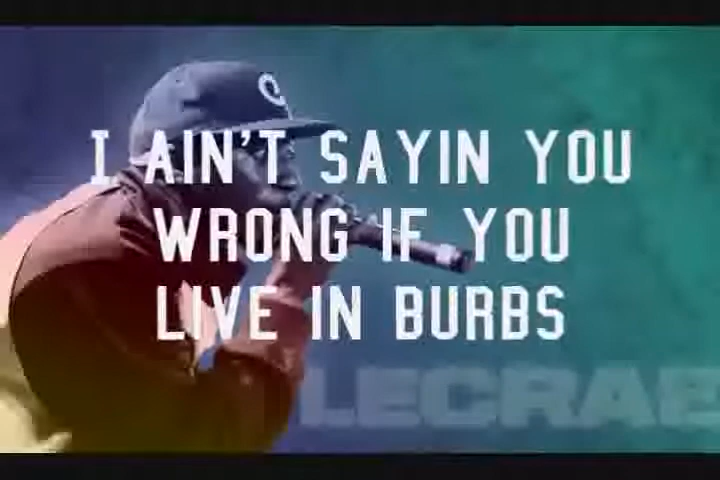 I AIN'T SAYIN YOU
WRONG IF YOU
LIVE IN BURBS
LECRAE